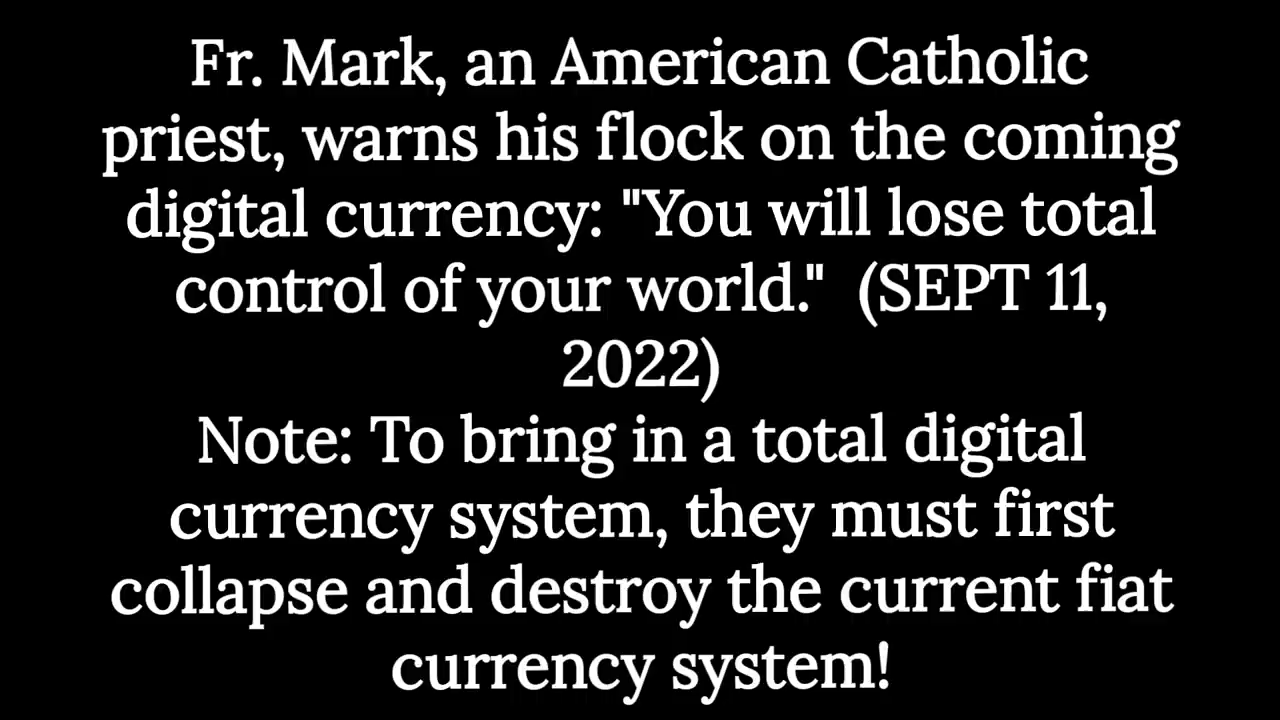 Fr. Mark, an American Catholic
priest, warns his flock on the coming
digital currency: "You will lose total
control of your world."  (SEPT 11,
2022)
Note: To bring in a total digital
currency system, they must first
collapse and destroy the current fiat
currency system!